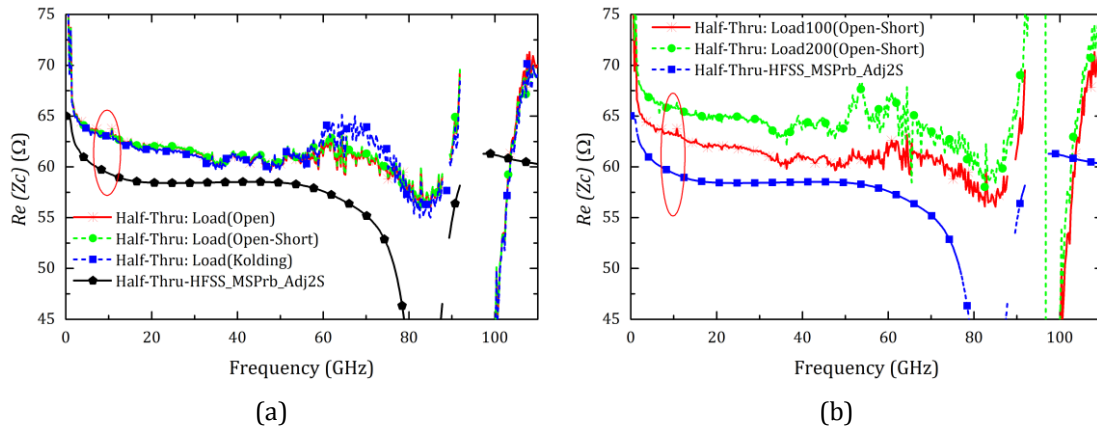 75
70
65
60
55
50
45
Re (Zc) (Ω)
Half-Thru: Load(Open)
Half-Thru: Load(Open-Short)
Half-Thru: Load(Kolding)
Half-Thru-HFSS_MSPrb_Adj2S
0 20 40 60 80 100
Frequency (GHz)
(a)
75
70
65
60
55
50
45
Re (Zc) (Ω)
Half-Thru: Load100(Open-Short)
Half-Thru: Load200(Open-Short)
Half-Thru-HFSS_MSPrb_Adj2S
0 20 40 60 80 100
Frequency (GHz)
(b)